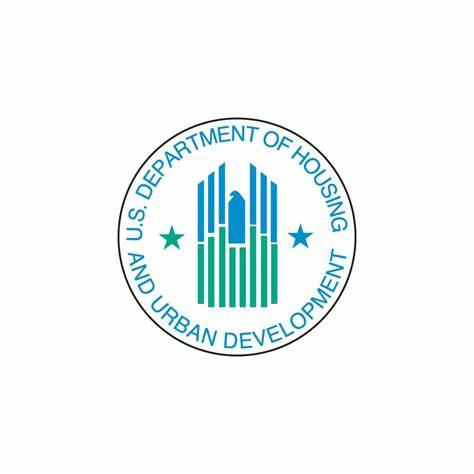 U.S. DEPARTMENT OF HOUSING
AND URBAN DEVELOPMENT